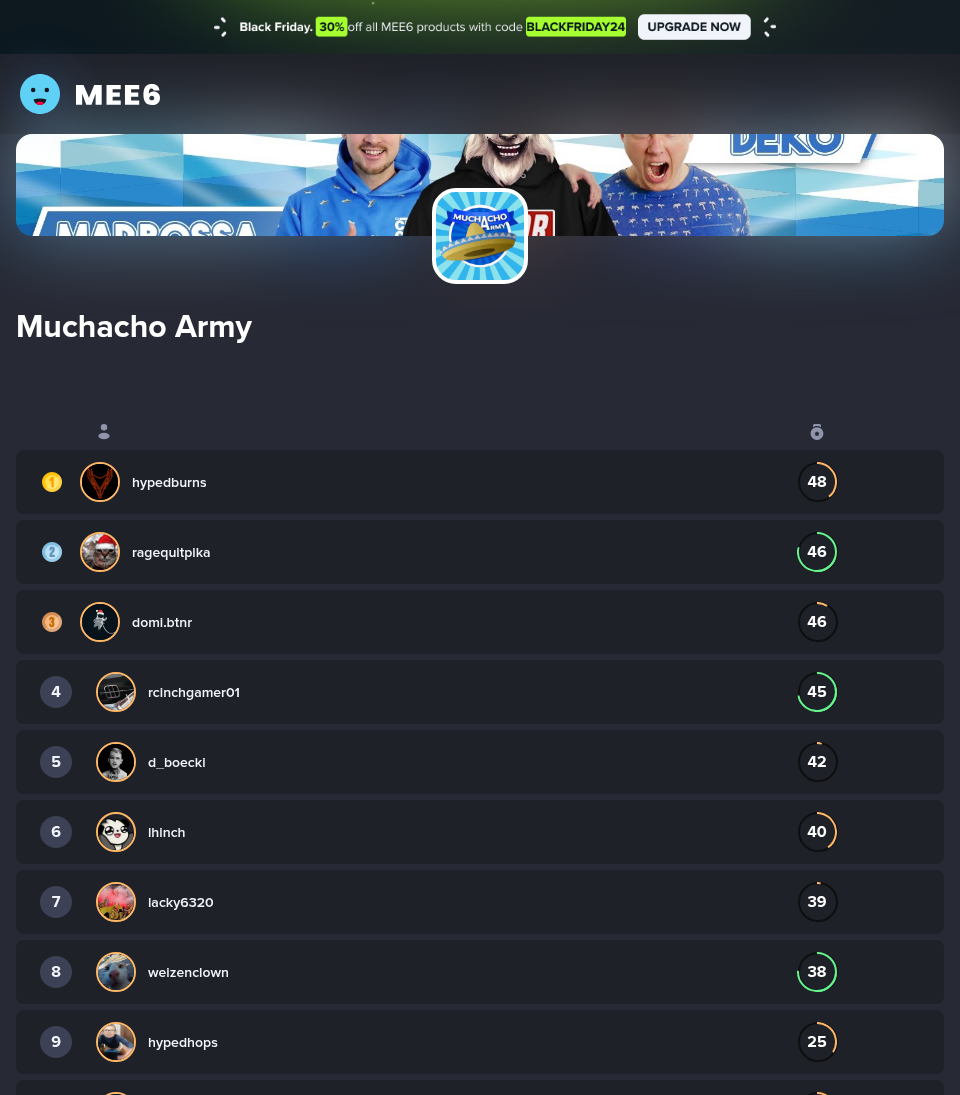 Black Friday. 30% off all MEE6 products with code BLACKFRIDAY24 UPGRADE NOW
MEE6
DEKO
MADROSSA
MUCHACHO
ARMY
Muchacho Army
1 hypedburns 48
2 ragequitpika 46
3 domi.btnr 46
4 rcinchgamer01 45
5 d_boecki 42
6 lhinch 40
7 lacky6320 39
8 weizenclown 38
9 hypedhops 25